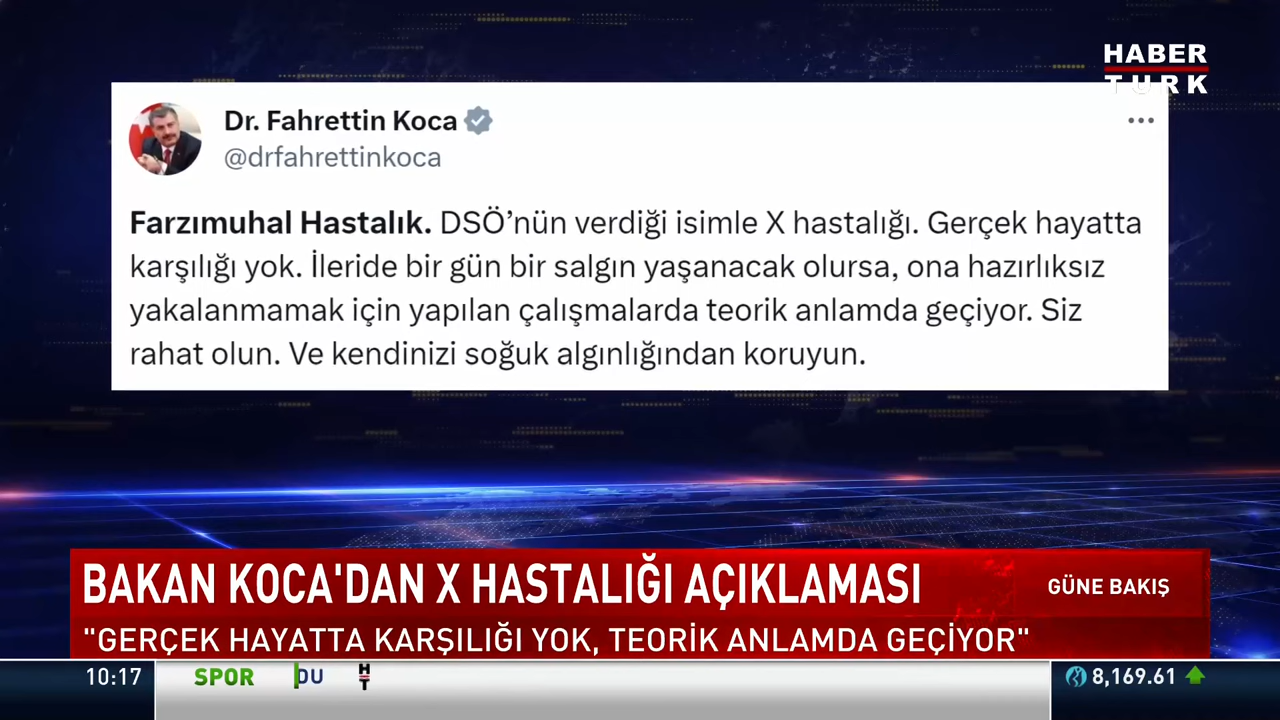 HABER
TÜRK
Dr. Fahrettin Koca
@drfahrettinkoca
Farzımuhal Hastalık. DSÖ’nün verdiği isimle X hastalığı. Gerçek hayatta
karşılığı yok. İleride bir gün bir salgın yaşanacak olursa, ona hazırlıksız
yakalanmamak için yapılan çalışmalarda teorik anlamda geçiyor. Siz
rahat olun. Ve kendinizi soğuk algınlığından koruyun.
BAKAN KOCA'DAN X HASTALIĞI AÇIKLAMASI
GÜNE BAKIŞ
"GERÇEK HAYATTA KARŞILIĞI YOK, TEORİK ANLAMDA GEÇİYOR"
10:17
SPOR
DU
HT
8,169.61